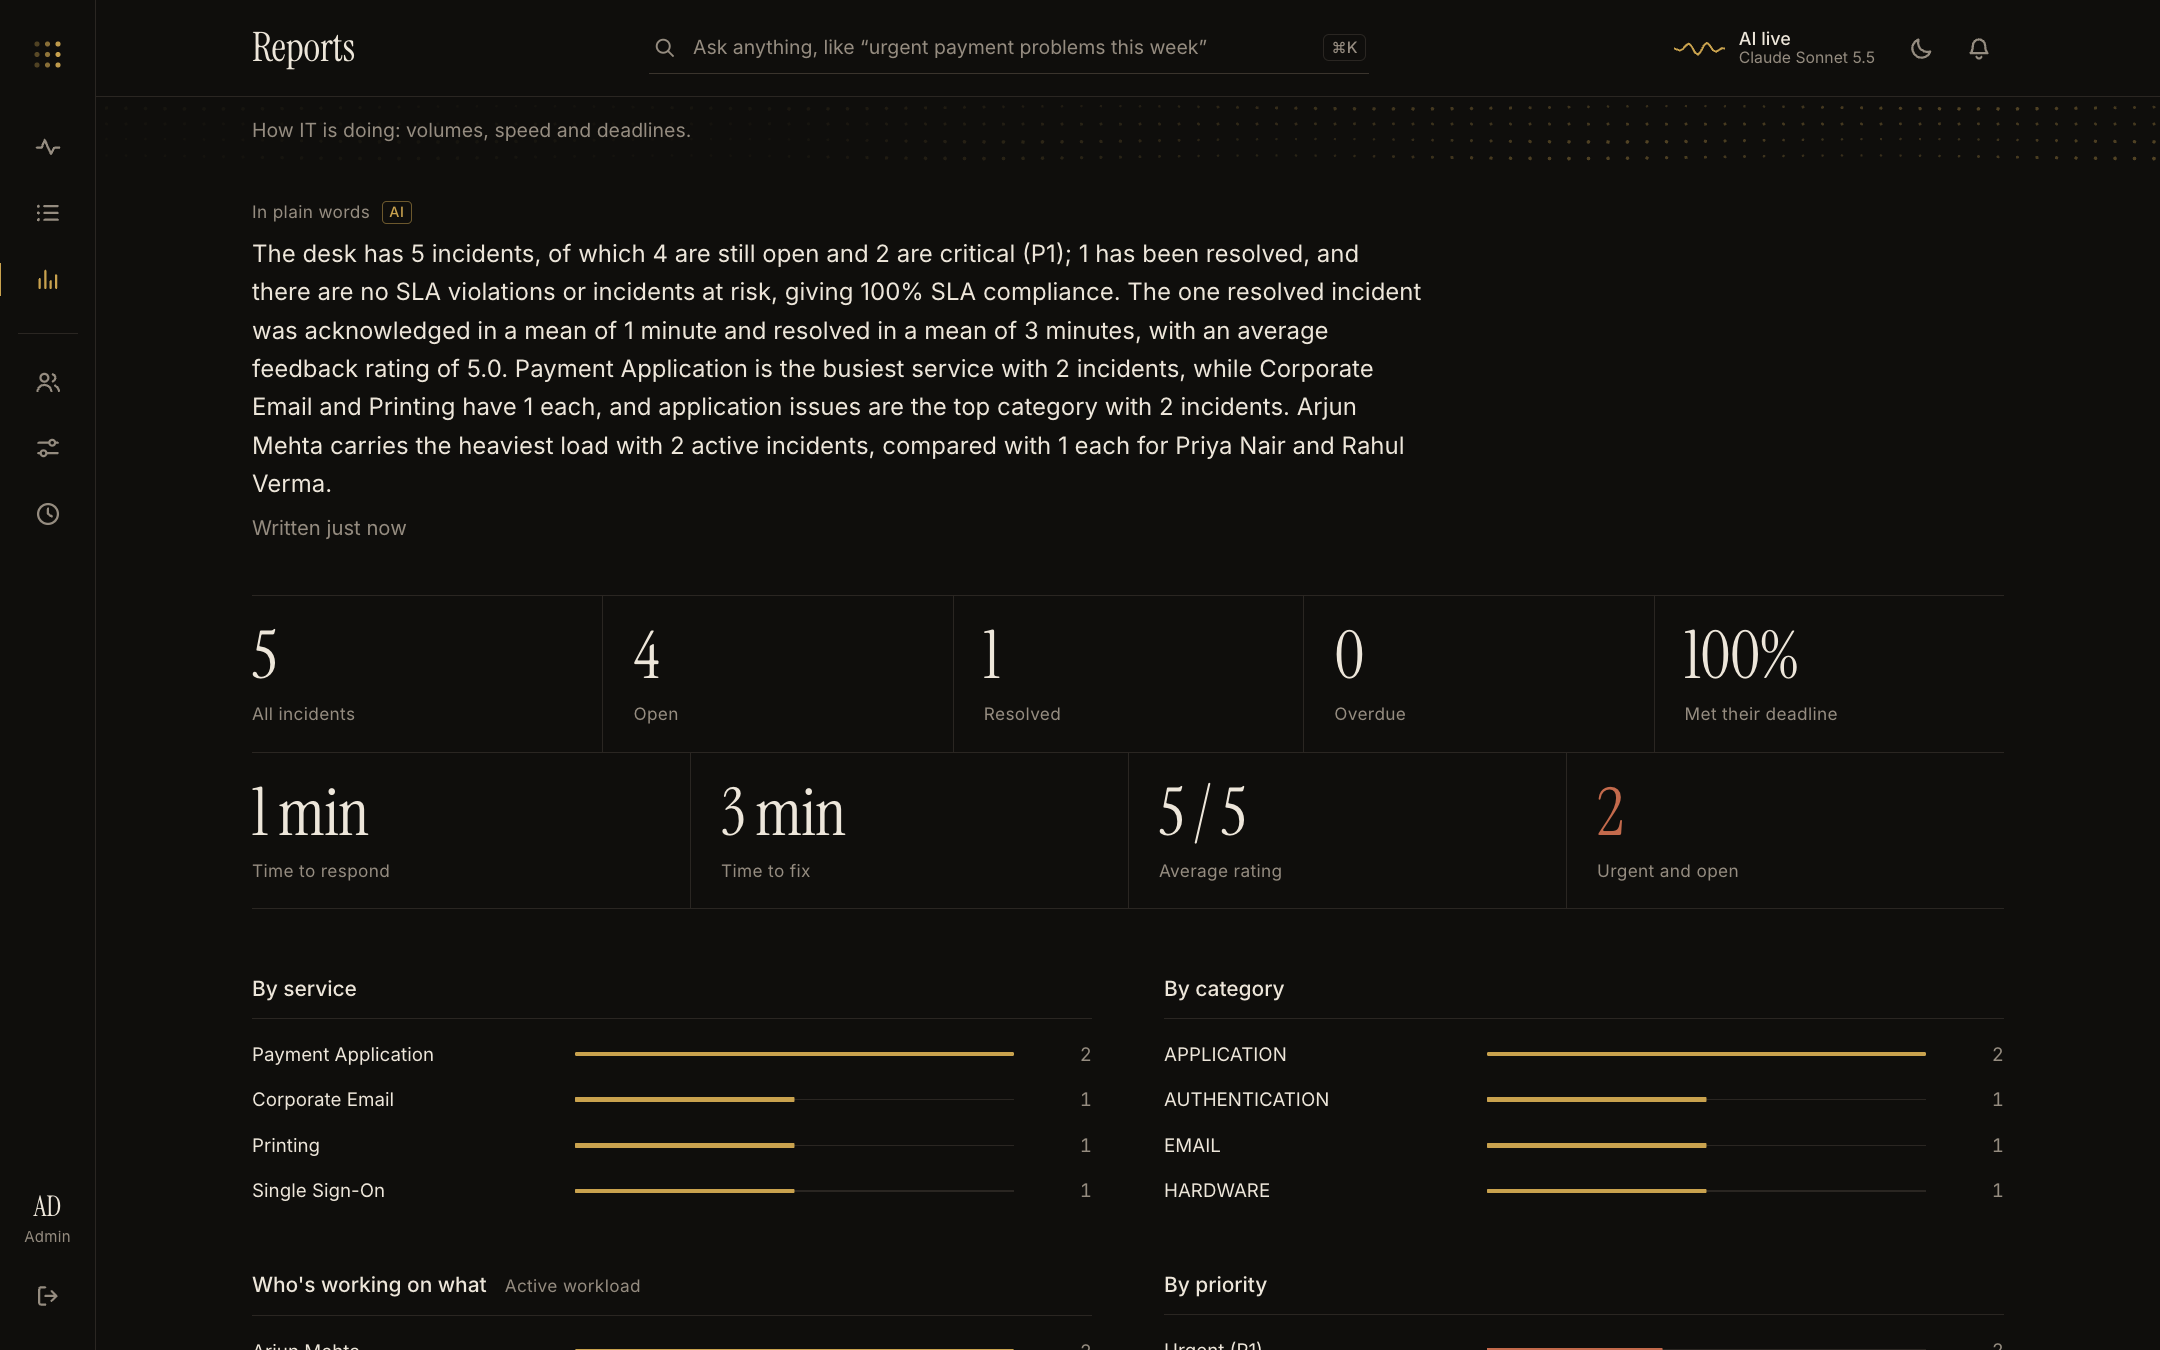 Reports
Ask anything, like “urgent payment problems this week”
⌘K
AI live
Claude Sonnet 5.5
How IT is doing: volumes, speed and deadlines.
In plain words AI
The desk has 5 incidents, of which 4 are still open and 2 are critical (P1); 1 has been resolved, and
there are no SLA violations or incidents at risk, giving 100% SLA compliance. The one resolved incident
was acknowledged in a mean of 1 minute and resolved in a mean of 3 minutes, with an average
feedback rating of 5.0. Payment Application is the busiest service with 2 incidents, while Corporate
Email and Printing have 1 each, and application issues are the top category with 2 incidents. Arjun
Mehta carries the heaviest load with 2 active incidents, compared with 1 each for Priya Nair and Rahul
Verma.
Written just now
5
All incidents
4
Open
1
Resolved
0
Overdue
100%
Met their deadline
1 min
Time to respond
3 min
Time to fix
5 / 5
Average rating
2
Urgent and open
By service
Payment Application 2
Corporate Email 1
Printing 1
Single Sign-On 1
By category
APPLICATION 2
AUTHENTICATION 1
EMAIL 1
HARDWARE 1
Who's working on what Active workload
Arjun Mehta 2
By priority
Urgent (P1) 2
AD
Admin